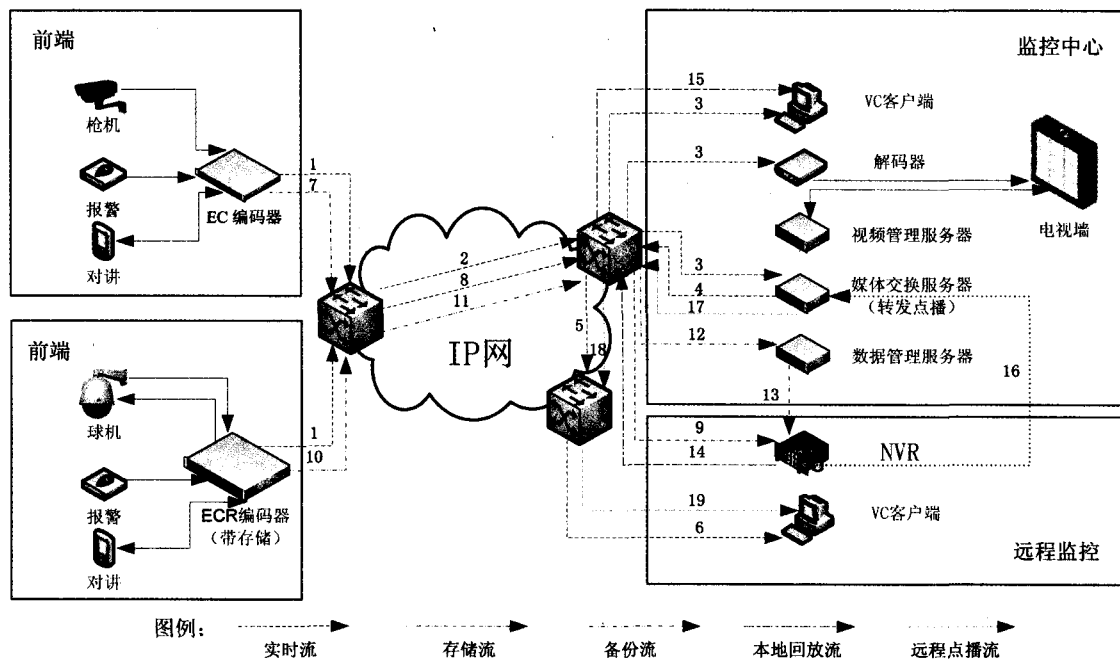 前端
枪机
报警
对讲
EC 编码器
1
7
前端
球机
报警
对讲
ECR编码器
（带存储）
1
10
IP网
2
8
11
5
18
监控中心
15
VC客户端
3
3
解码器
电视墙
视频管理服务器
3
媒体交换服务器
4
（转发点播）
17
12
数据管理服务器
16
13
9
NVR
14
19
VC客户端
6
远程监控
图例：
实时流
存储流
备份流
本地回放流
远程点播流